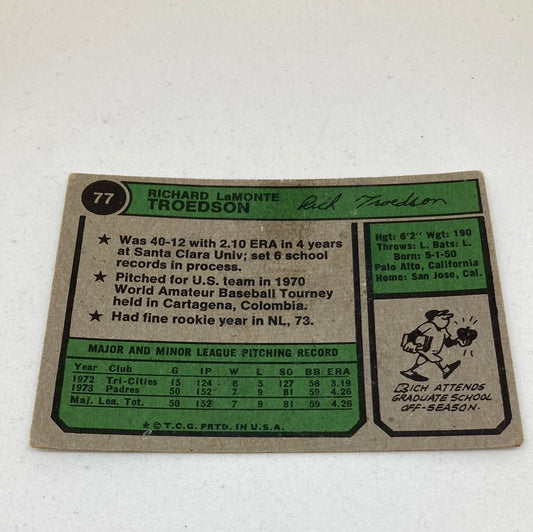 77
RICHARD LaMONTE
TROEDSON
Rich Troedson
★ Was 40-12 with 2.10 ERA in 4 years
at Santa Clara Univ; set 6 school
records in process.
★ Pitched for U.S. team in 1970
World Amateur Baseball Tourney
held in Cartagena, Colombia.
★ Had fine rookie year in NL, 73.
Hgt: 6'2" Wgt: 190
Throws: L. Bats: L.
Born: 5-1-50
Palo Alto, California
Home: San Jose, Cal.
MAJOR AND MINOR LEAGUE PITCHING RECORD
Year Club G IP W L SO BB ERA
1972 Tri-Cities 15 124 8 5 127 58 3.19
1973 Padres 50 152 7 9 81 59 4.26
Maj. Lea. Tot. 50 152 7 9 81 59 4.26
* © T.C.G. PRTD. IN U.S.A.
RICH ATTENDS
GRADUATE SCHOOL
OFF-SEASON.